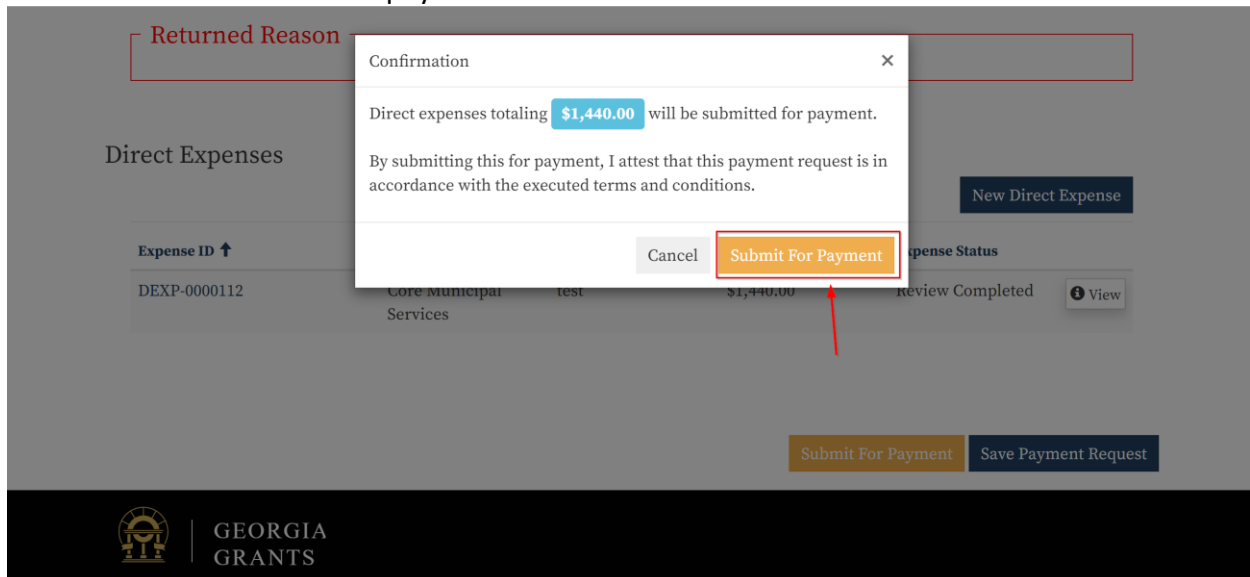 Returned Reason
Confirmation ×
Direct expenses totaling $1,440.00 will be submitted for payment.
By submitting this for payment, I attest that this payment request is in
accordance with the executed terms and conditions.
Cancel Submit For Payment
Direct Expenses
New Direct Expense
Expense ID xpense Status
DEXP-0000112 Core Municipal test $1,440.00 Review Completed View
Services
Submit For Payment Save Payment Request
GEORGIA
GRANTS